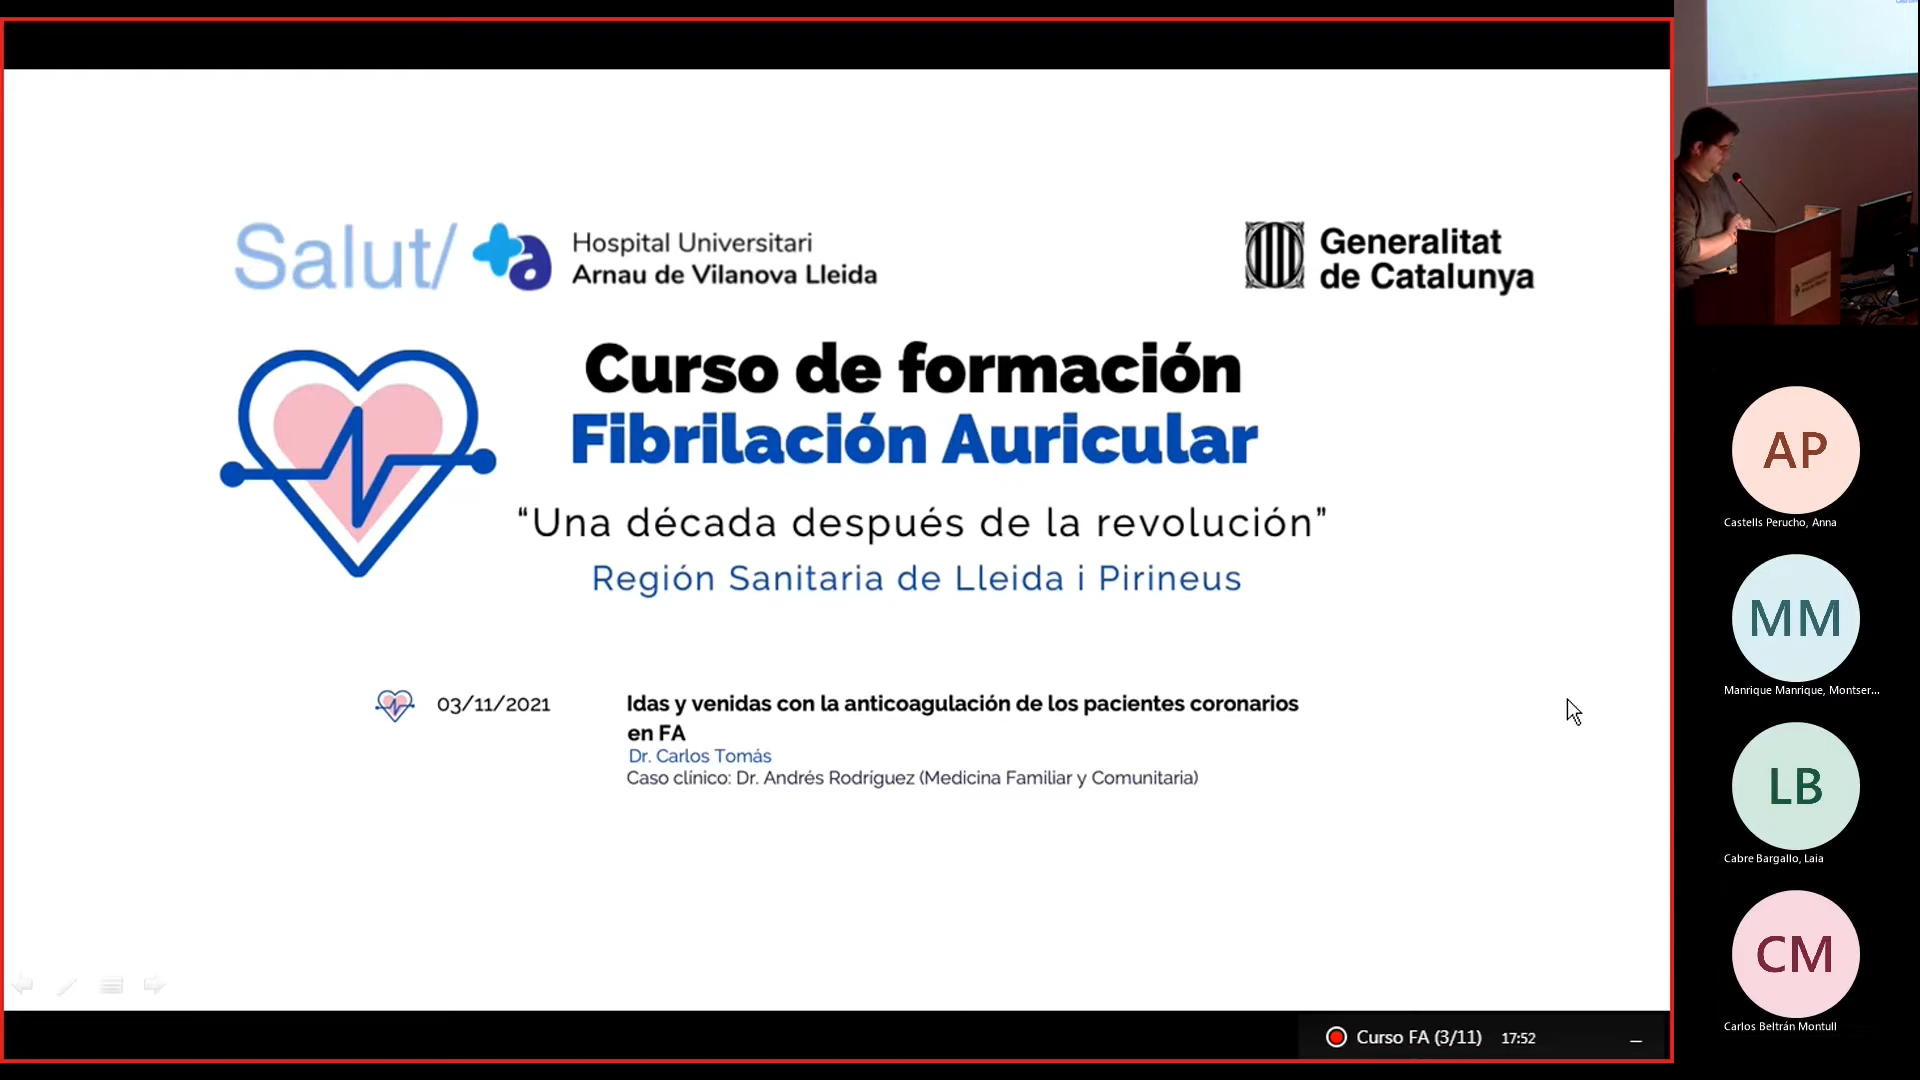 Salut/
Hospital Universitari
Arnau de Vilanova Lleida
Generalitat
de Catalunya
Curso de formación
Fibrilación Auricular
“Una década después de la revolución”
Región Sanitaria de Lleida i Pirineus
03/11/2021
Idas y venidas con la anticoagulación de los pacientes coronarios
en FA
Dr. Carlos Tomás
Caso clínico: Dr. Andrés Rodríguez (Medicina Familiar y Comunitaria)
Curso FA (3/11) 17:52
AP
Castells Perucho, Anna
MM
Manrique Manrique, Montser...
LB
Cabre Bargallo, Laia
CM
Carlos Beltrán Montull